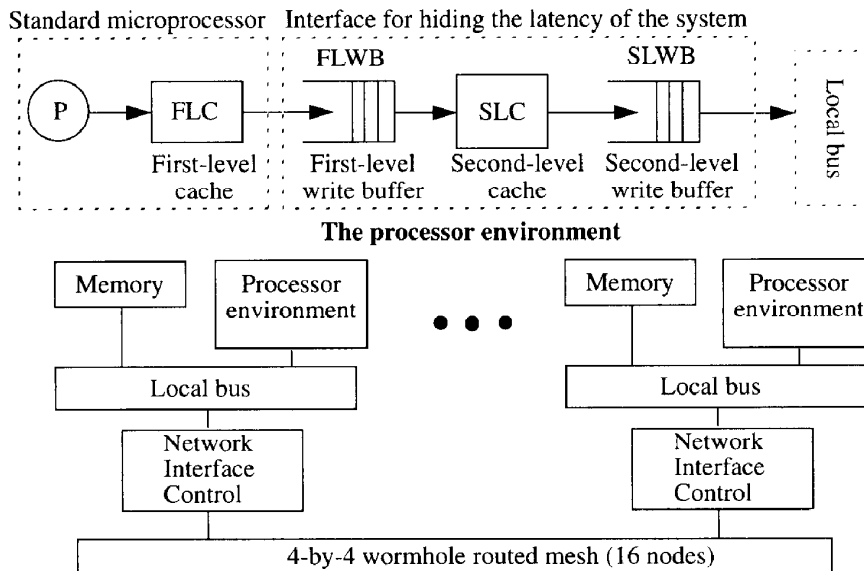 Standard microprocessor
Interface for hiding the latency of the system
FLWB
SLWB
P
FLC
SLC
Local bus
First-level
cache
First-level
write buffer
Second-level
cache
Second-level
write buffer
The processor environment
Memory
Processor
environment
Memory
Processor
environment
Local bus
Local bus
Network
Interface
Control
Network
Interface
Control
4-by-4 wormhole routed mesh (16 nodes)